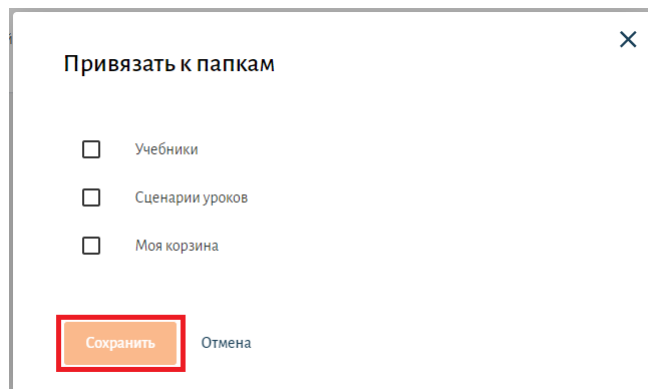 Привязать к папкам
Учебники
Сценарии уроков
Моя корзина
Сохранить Отмена